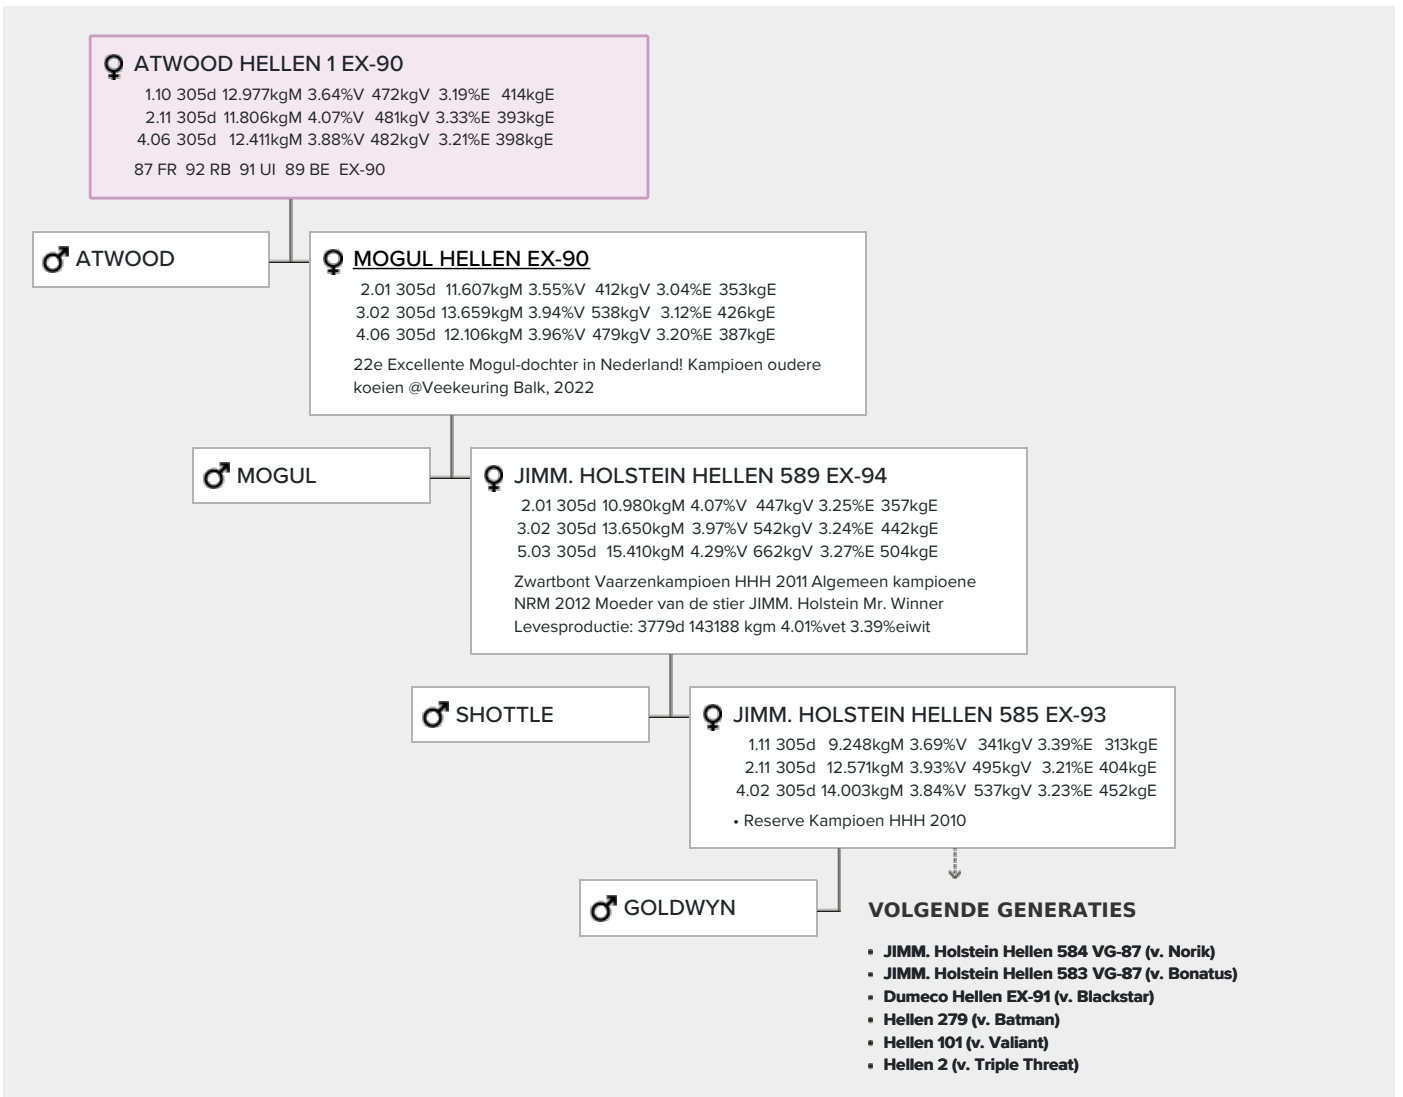 ATWOOD HELLEN 1 EX-90
1.10 305d 12.977kgM 3.64%V 472kgV 3.19%E 414kgE
2.11 305d 11.806kgM 4.07%V 481kgV 3.33%E 393kgE
4.06 305d 12.411kgM 3.88%V 482kgV 3.21%E 398kgE
87 FR 92 RB 91 UI 89 BE EX-90
ATWOOD
MOGUL HELLEN EX-90
2.01 305d 11.607kgM 3.55%V 412kgV 3.04%E 353kgE
3.02 305d 13.659kgM 3.94%V 538kgV 3.12%E 426kgE
4.06 305d 12.106kgM 3.96%V 479kgV 3.20%E 387kgE
22e Excellente Mogul-dochter in Nederland! Kampioen oudere
koeien @Veekeuring Balk, 2022
MOGUL
JIMM. HOLSTEIN HELLEN 589 EX-94
2.01 305d 10.980kgM 4.07%V 447kgV 3.25%E 357kgE
3.02 305d 13.650kgM 3.97%V 542kgV 3.24%E 442kgE
5.03 305d 15.410kgM 4.29%V 662kgV 3.27%E 504kgE
Zwartbont Vaarzenkampioen HHH 2011 Algemeen kampioene
NRM 2012 Moeder van de stier JIMM. Holstein Mr. Winner
Levesproductie: 3779d 143188 kgm 4.01%vet 3.39%eiwit
SHOTTLE
JIMM. HOLSTEIN HELLEN 585 EX-93
1.11 305d 9.248kgM 3.69%V 341kgV 3.39%E 313kgE
2.11 305d 12.571kgM 3.93%V 495kgV 3.21%E 404kgE
4.02 305d 14.003kgM 3.84%V 537kgV 3.23%E 452kgE
• Reserve Kampioen HHH 2010
GOLDWYN
VOLGENDE GENERATIES
• JIMM. Holstein Hellen 584 VG-87 (v. Norik)
• JIMM. Holstein Hellen 583 VG-87 (v. Bonatus)
• Dumeco Hellen EX-91 (v. Blackstar)
• Hellen 279 (v. Batman)
• Hellen 101 (v. Valiant)
• Hellen 2 (v. Triple Threat)